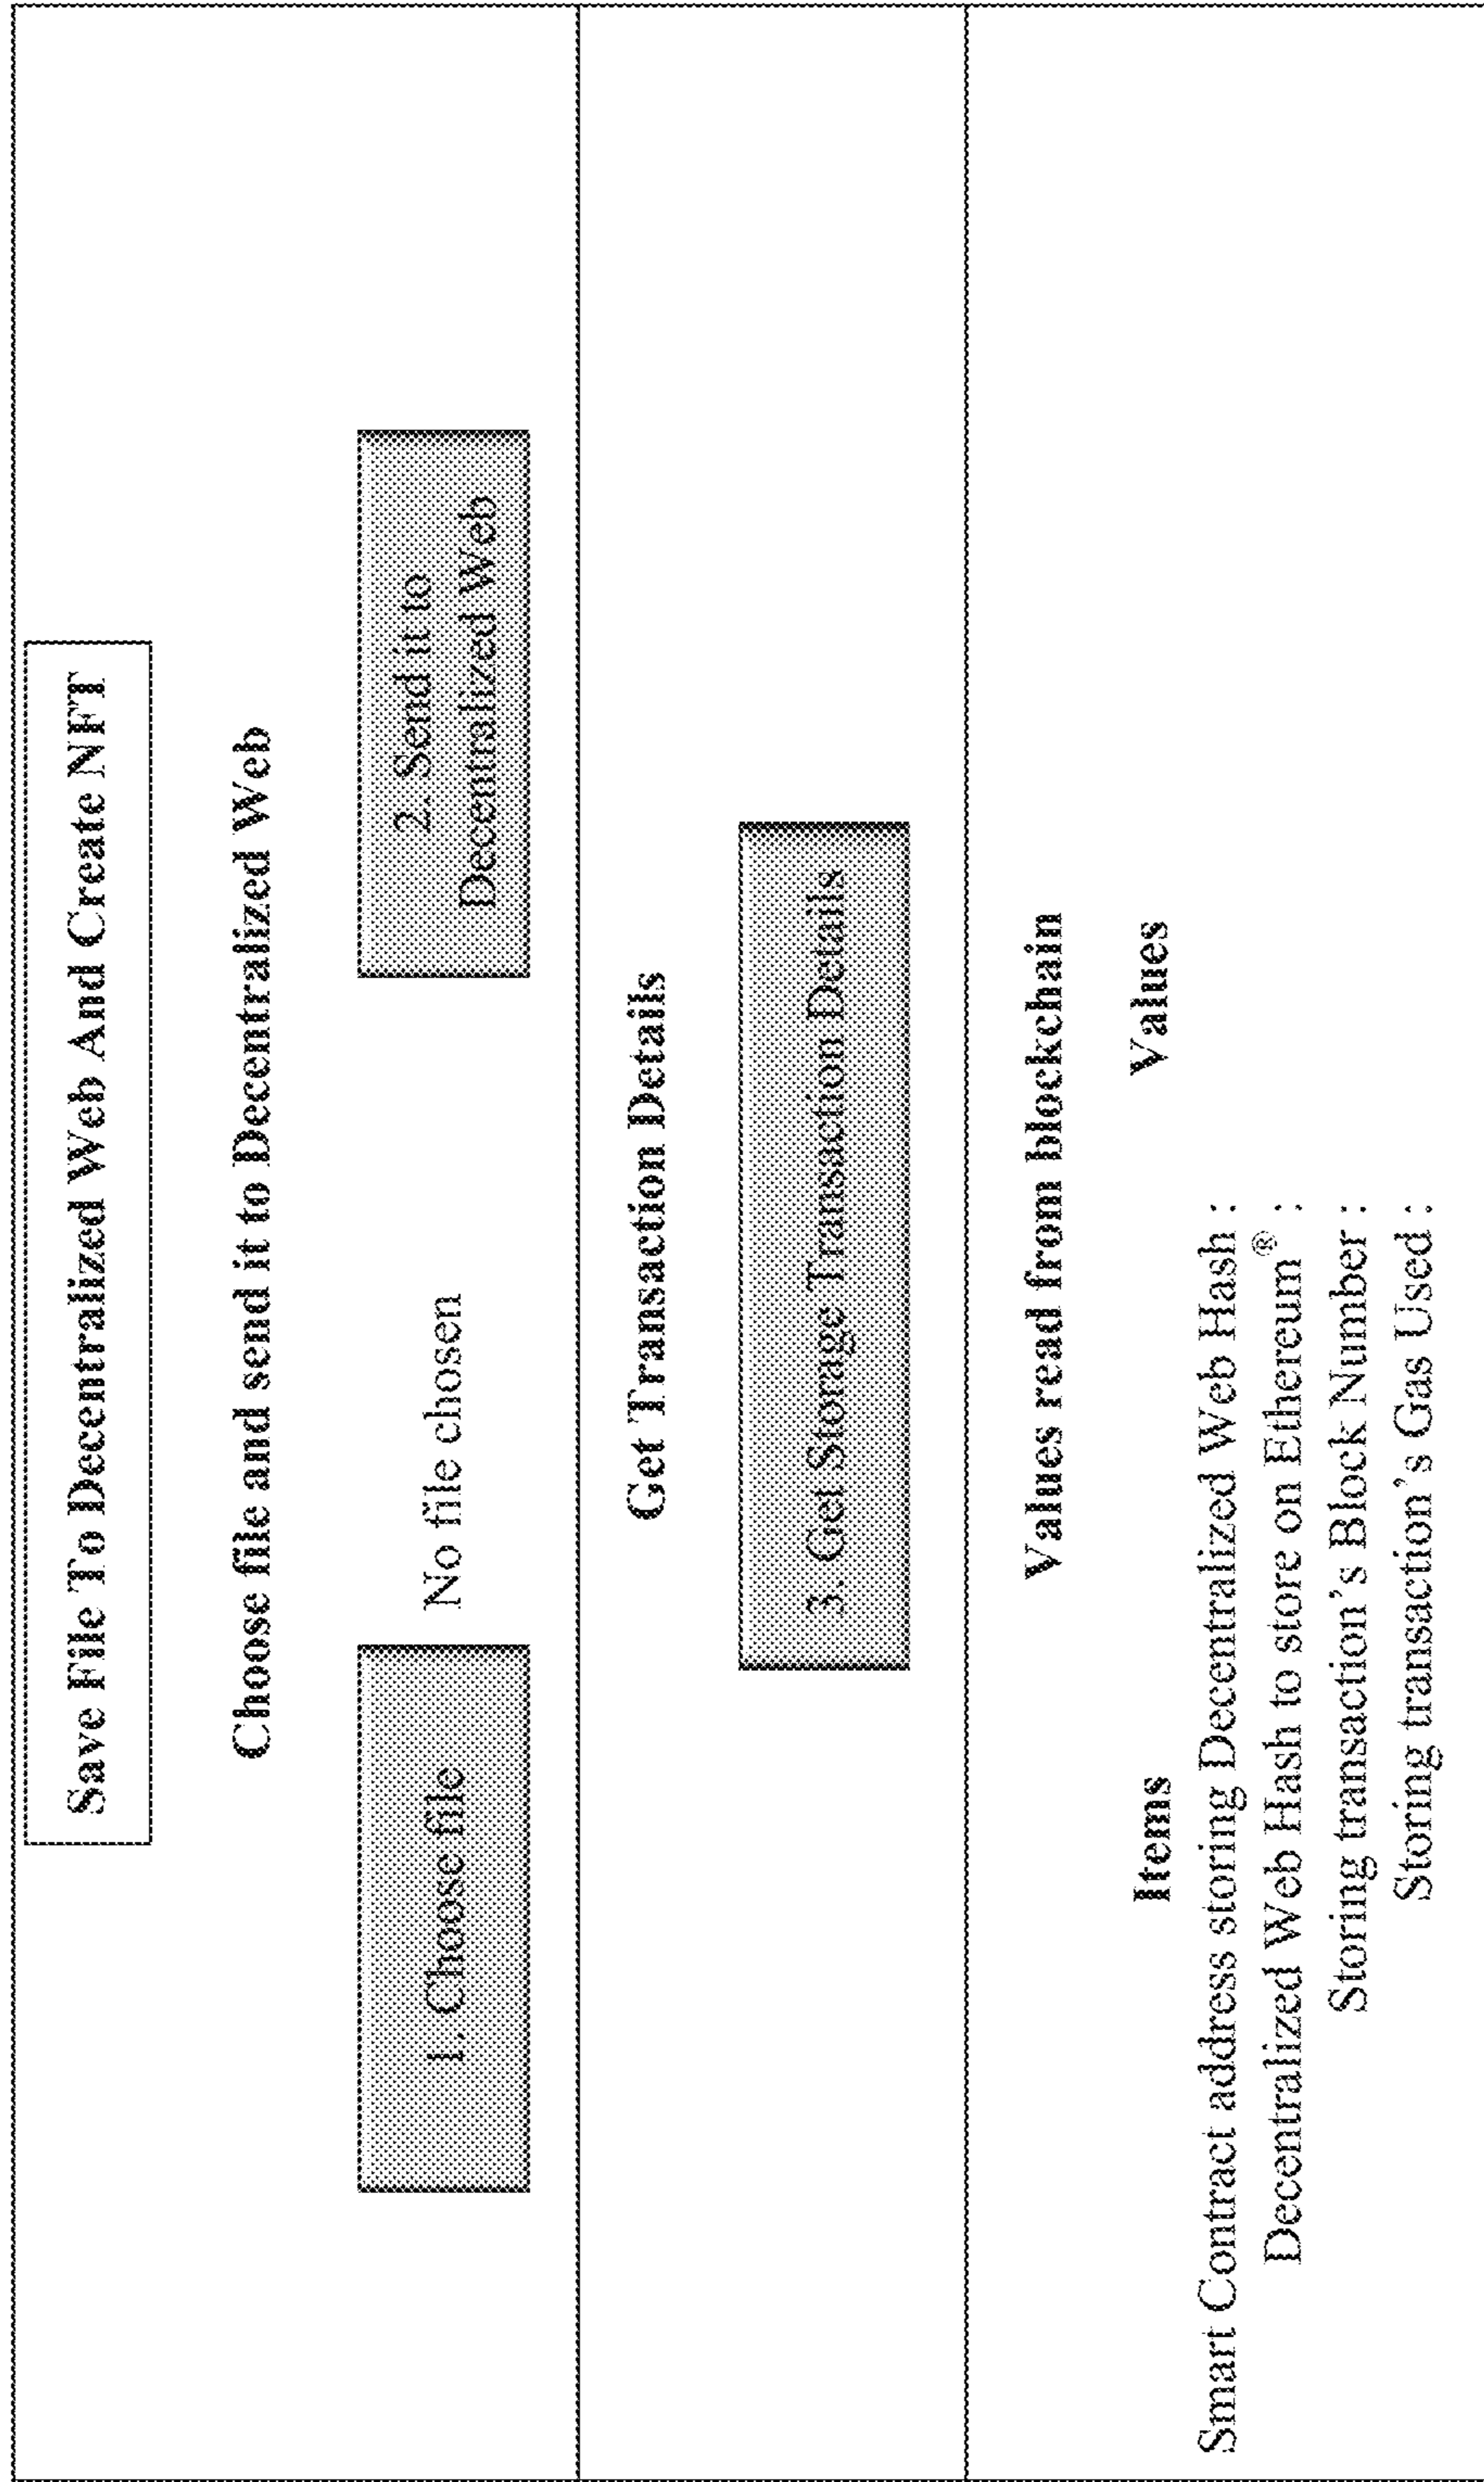 Save File To Decentralized Web And Create NFT
Choose file and send it to Decentralized Web
1. Choose file
No file chosen
2. Send it to
Decentralized Web
Get Transaction Details
3. Get Storage Transaction Details
Values read from blockchain
Items
Values
Smart Contract address storing Decentralized Web Hash :
Decentralized Web Hash to store on Ethereum® :
Storing transaction's Block Number :
Storing transaction's Gas Used :